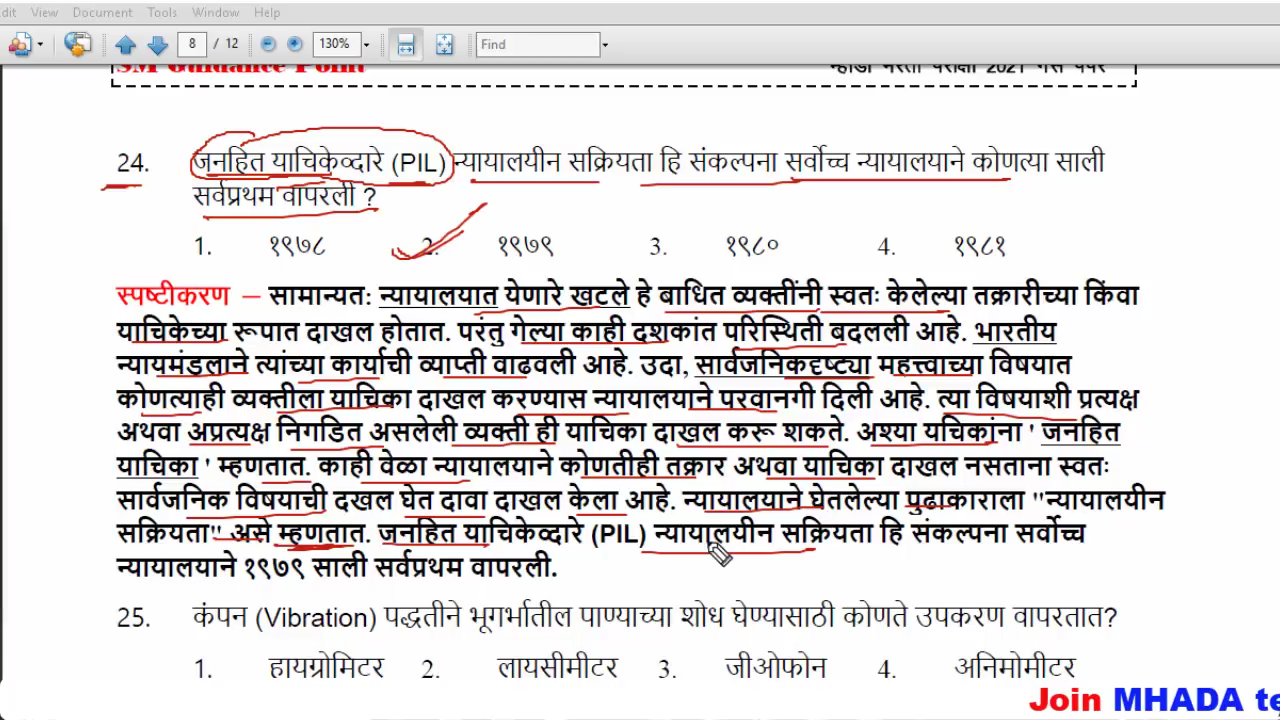 dit View Document Tools Window Help
8 / 12 130% Find
SM Guidance Point म्हाडा भरती परीक्षा 2021 गेस पेपर
24. जनहित याचिकेव्दारे (PIL) न्यायालयीन सक्रियता हि संकल्पना सर्वोच्च न्यायालयाने कोणत्या साली
सर्वप्रथम वापरली ?
1. १९७८ 2. १९७९ 3. १९८० 4. १९८१
स्पष्टीकरण – सामान्यतः न्यायालयात येणारे खटले हे बाधित व्यक्तींनी स्वतः केलेल्या तक्रारीच्या किंवा
याचिकेच्या रूपात दाखल होतात. परंतु गेल्या काही दशकांत परिस्थिती बदलली आहे. भारतीय
न्यायमंडलाने त्यांच्या कार्याची व्याप्ती वाढवली आहे. उदा, सार्वजनिकदृष्ट्या महत्त्वाच्या विषयात
कोणत्याही व्यक्तीला याचिका दाखल करण्यास न्यायालयाने परवानगी दिली आहे. त्या विषयाशी प्रत्यक्ष
अथवा अप्रत्यक्ष निगडित असलेली व्यक्ती ही याचिका दाखल करू शकते. अश्या यचिकांना ' जनहित
याचिका ' म्हणतात. काही वेळा न्यायालयाने कोणतीही तक्रार अथवा याचिका दाखल नसताना स्वतः
सार्वजनिक विषयाची दखल घेत दावा दाखल केला आहे. न्यायालयाने घेतलेल्या पुढाकाराला "न्यायालयीन
सक्रियता" असे म्हणतात. जनहित याचिकेव्दारे (PIL) न्यायालयीन सक्रियता हि संकल्पना सर्वोच्च
न्यायालयाने १९७९ साली सर्वप्रथम वापरली.
25. कंपन (Vibration) पद्धतीने भूगर्भातील पाण्याच्या शोध घेण्यासाठी कोणते उपकरण वापरतात?
1. हायग्रोमिटर 2. लायसीमीटर 3. जीओफोन 4. अनिमोमीटर
Join MHADA te